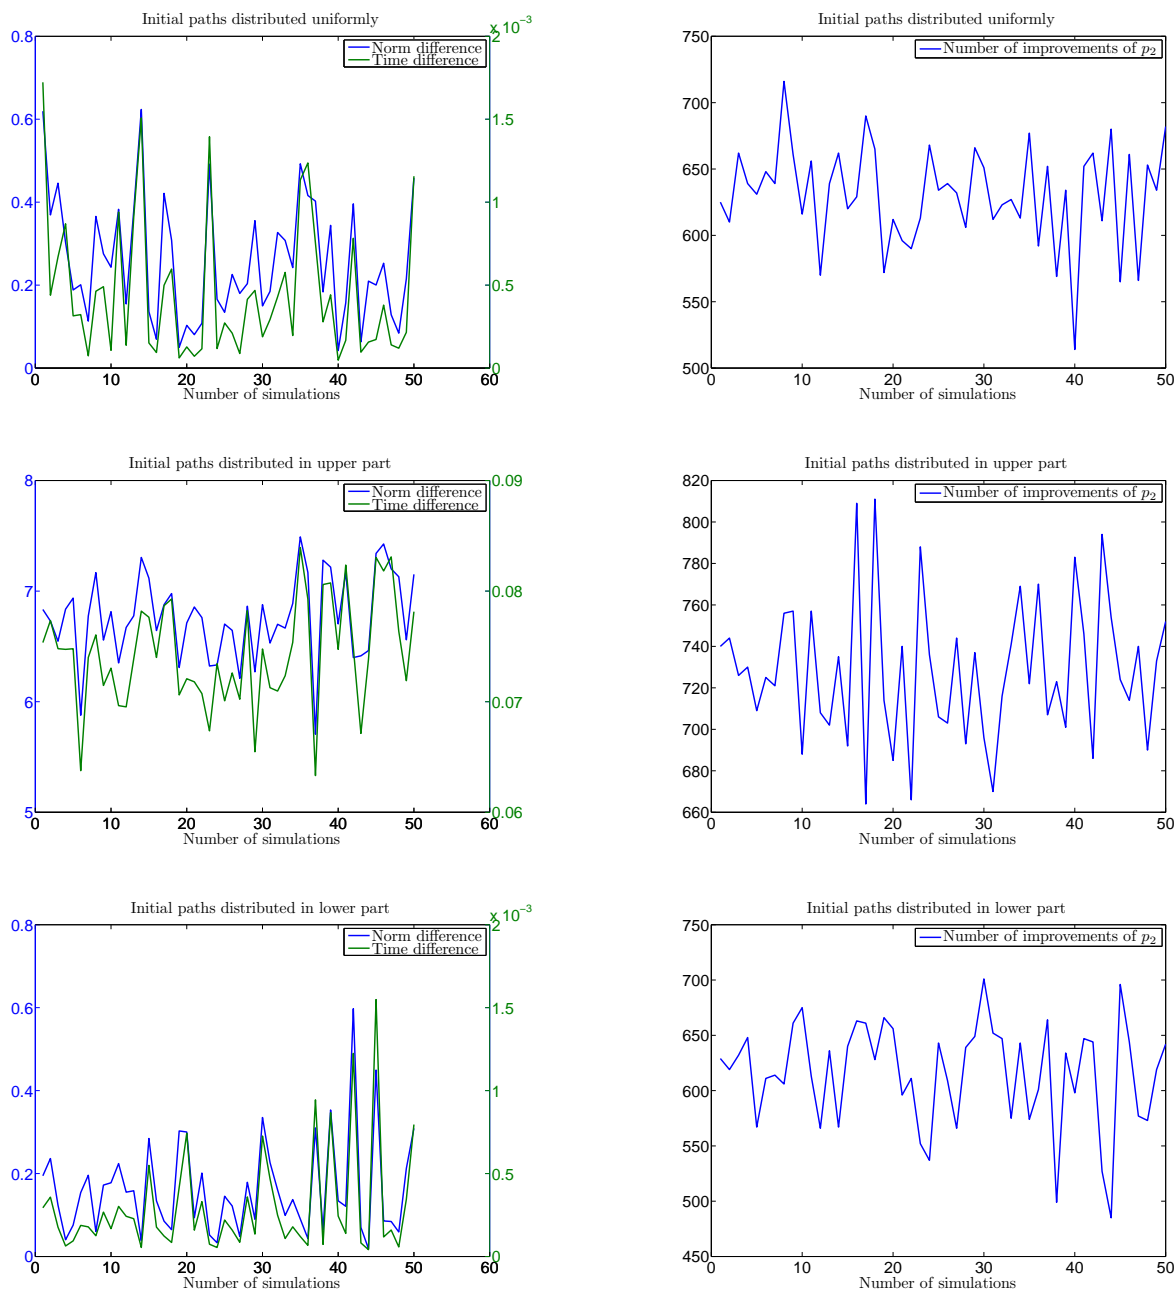 Initial paths distributed uniformly
x 10⁻³
Norm difference
Time difference
0.8
0.6
0.4
0.2
0
2
1.5
1
0.5
0
0 10 20 30 40 50 60
Number of simulations
Initial paths distributed uniformly
Number of improvements of p₂
750
700
650
600
550
500
0 10 20 30 40 50
Number of simulations
Initial paths distributed in upper part
Norm difference
Time difference
8
7
6
5
0.09
0.08
0.07
0.06
0 10 20 30 40 50 60
Number of simulations
Initial paths distributed in upper part
Number of improvements of p₂
820
800
780
760
740
720
700
680
660
0 10 20 30 40 50
Number of simulations
Initial paths distributed in lower part
x 10⁻³
Norm difference
Time difference
0.8
0.6
0.4
0.2
0
2
1.5
1
0.5
0
0 10 20 30 40 50 60
Number of simulations
Initial paths distributed in lower part
Number of improvements of p₂
750
700
650
600
550
500
450
0 10 20 30 40 50
Number of simulations